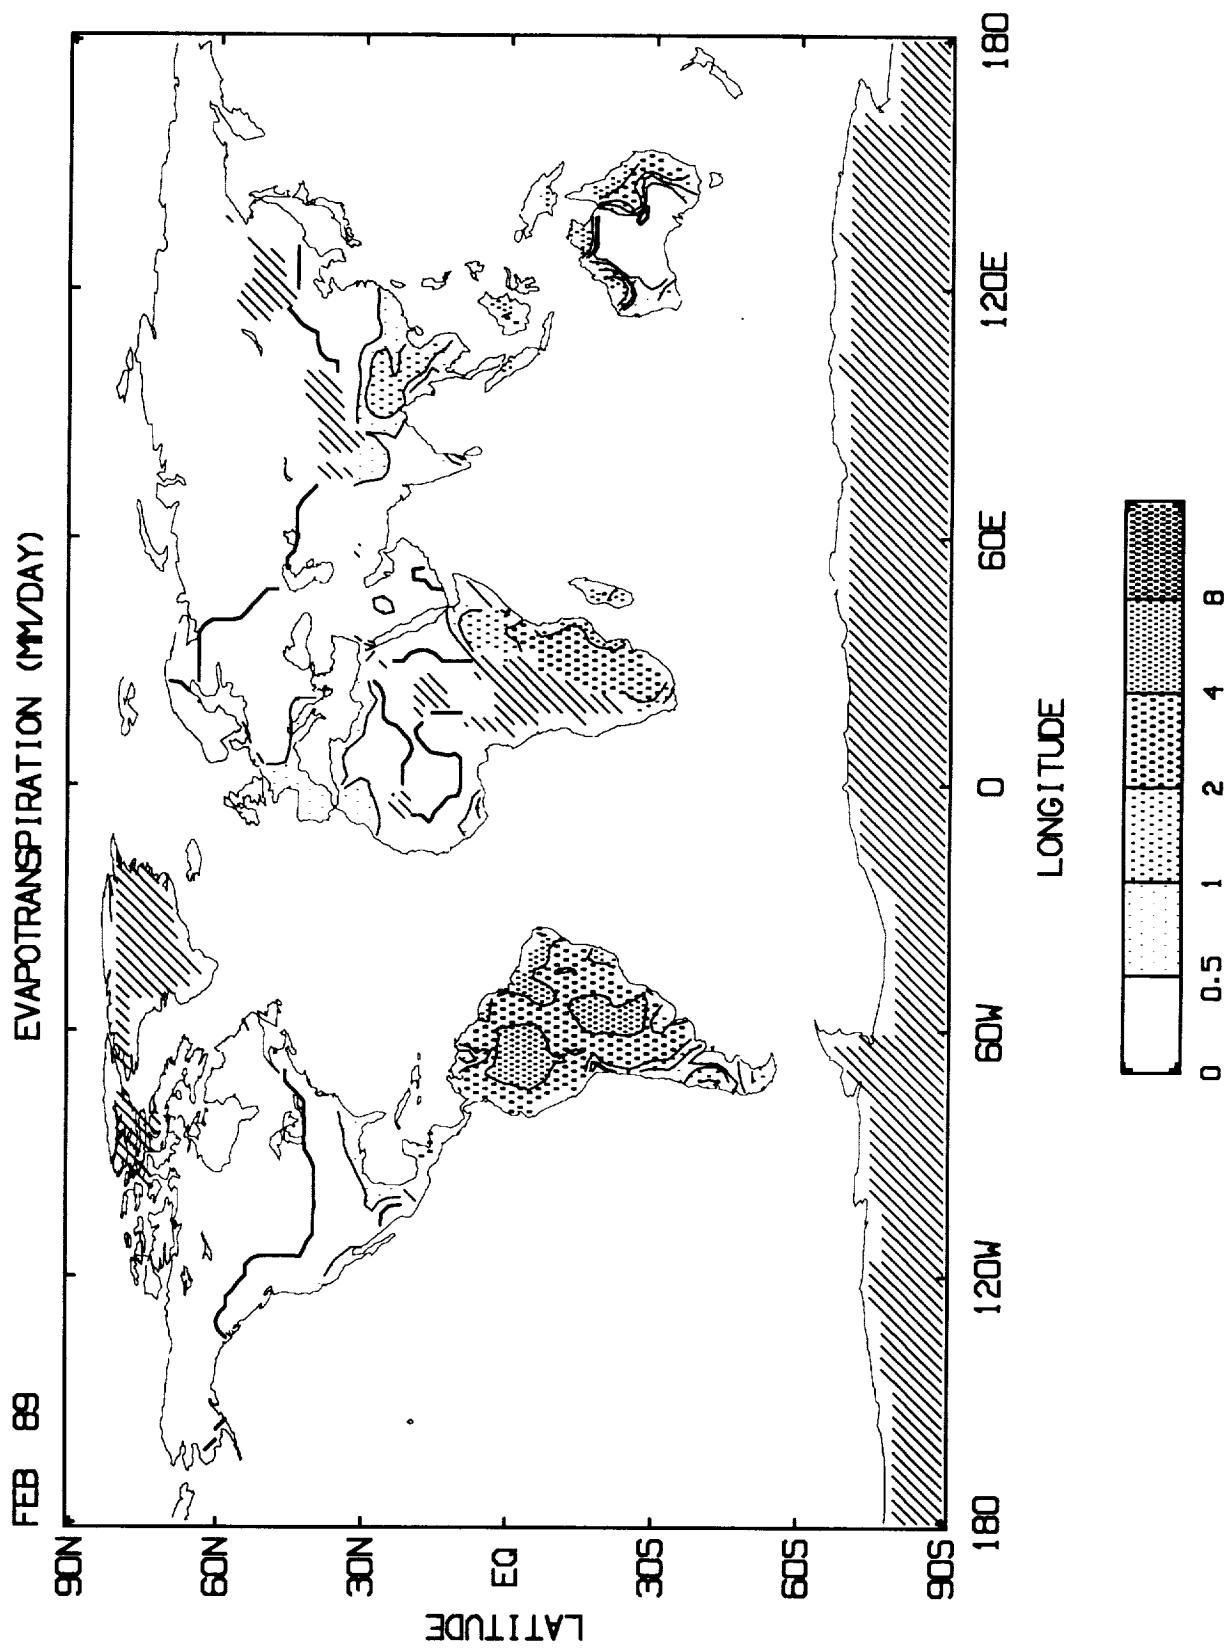 FEB 89
EVAPOTRANSPIRATION (MM/DAY)
90N
60N
30N
EQ
30S
60S
90S
LATITUDE
180
120W
60W
0
60E
120E
180
LONGITUDE
0
0.5
1
2
4
8